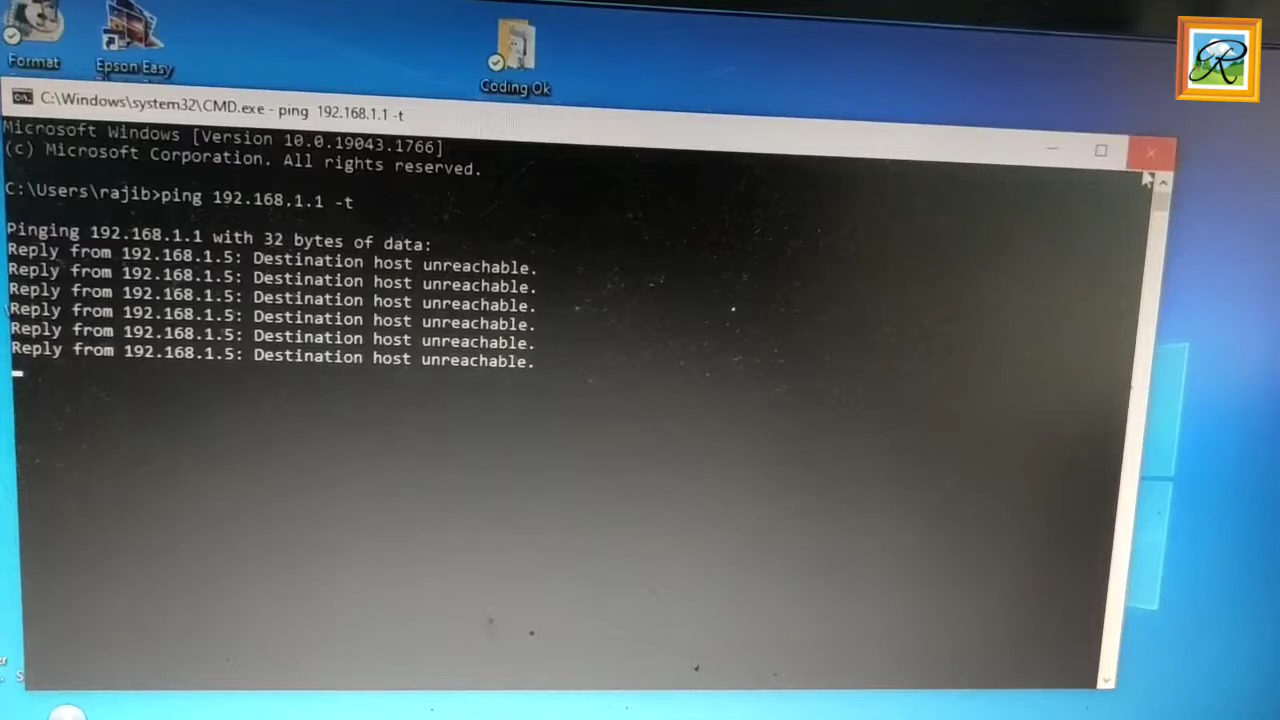 Format
Epson Easy
Coding Ok
R
C:\Windows\system32\CMD.exe - ping 192.168.1.1 -t
Microsoft Windows [Version 10.0.19043.1766]
(c) Microsoft Corporation. All rights reserved.
C:\Users\rajib>ping 192.168.1.1 -t
Pinging 192.168.1.1 with 32 bytes of data:
Reply from 192.168.1.5: Destination host unreachable.
Reply from 192.168.1.5: Destination host unreachable.
Reply from 192.168.1.5: Destination host unreachable.
Reply from 192.168.1.5: Destination host unreachable.
Reply from 192.168.1.5: Destination host unreachable.
Reply from 192.168.1.5: Destination host unreachable.